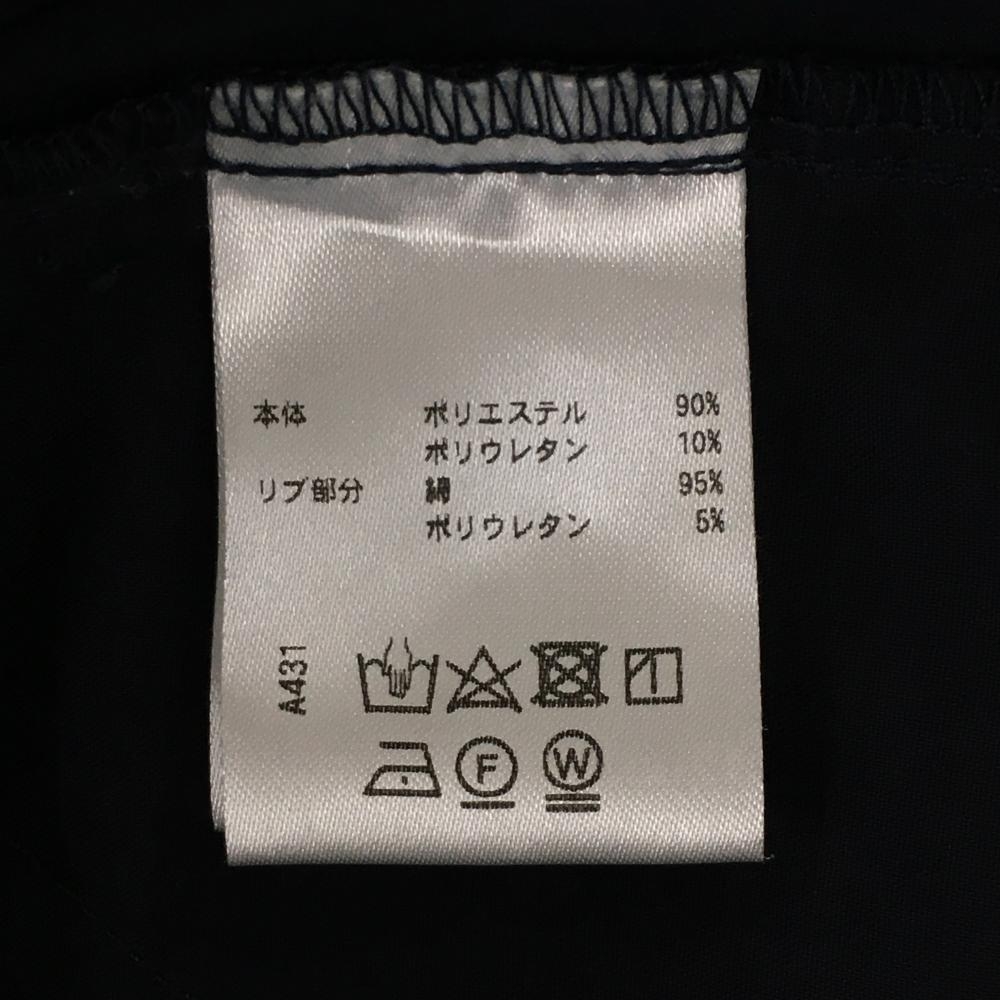 本体 ポリエステル 90%
ポリウレタン 10%
リブ部分 綿 95%
ポリウレタン 5%
A431
F W